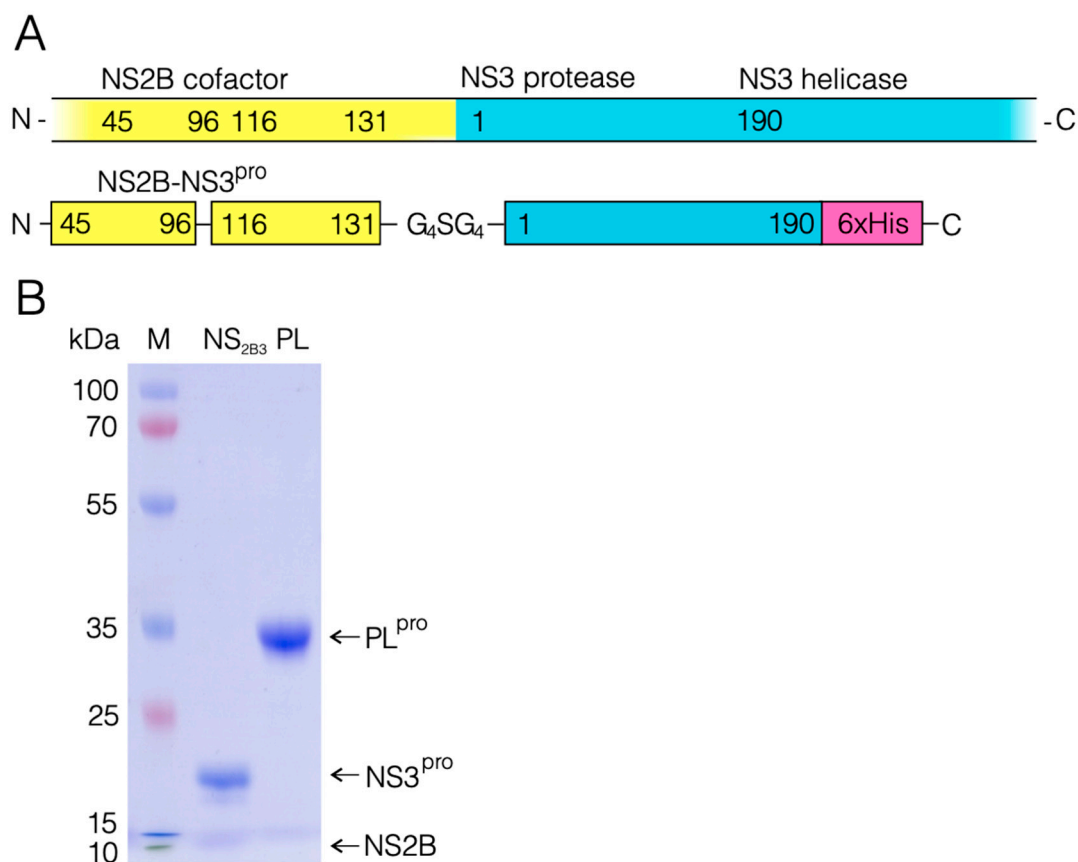 A
NS2B cofactor NS3 protease NS3 helicase
N - 45 96 116 131 1 190 -C
NS2B-NS3pro
N 45 96 116 131 G4SG4 1 190 6xHis C
B
kDa M NS2B3 PL
100
70
55
35 ←PLpro
25
←NS3pro
15
←NS2B
10